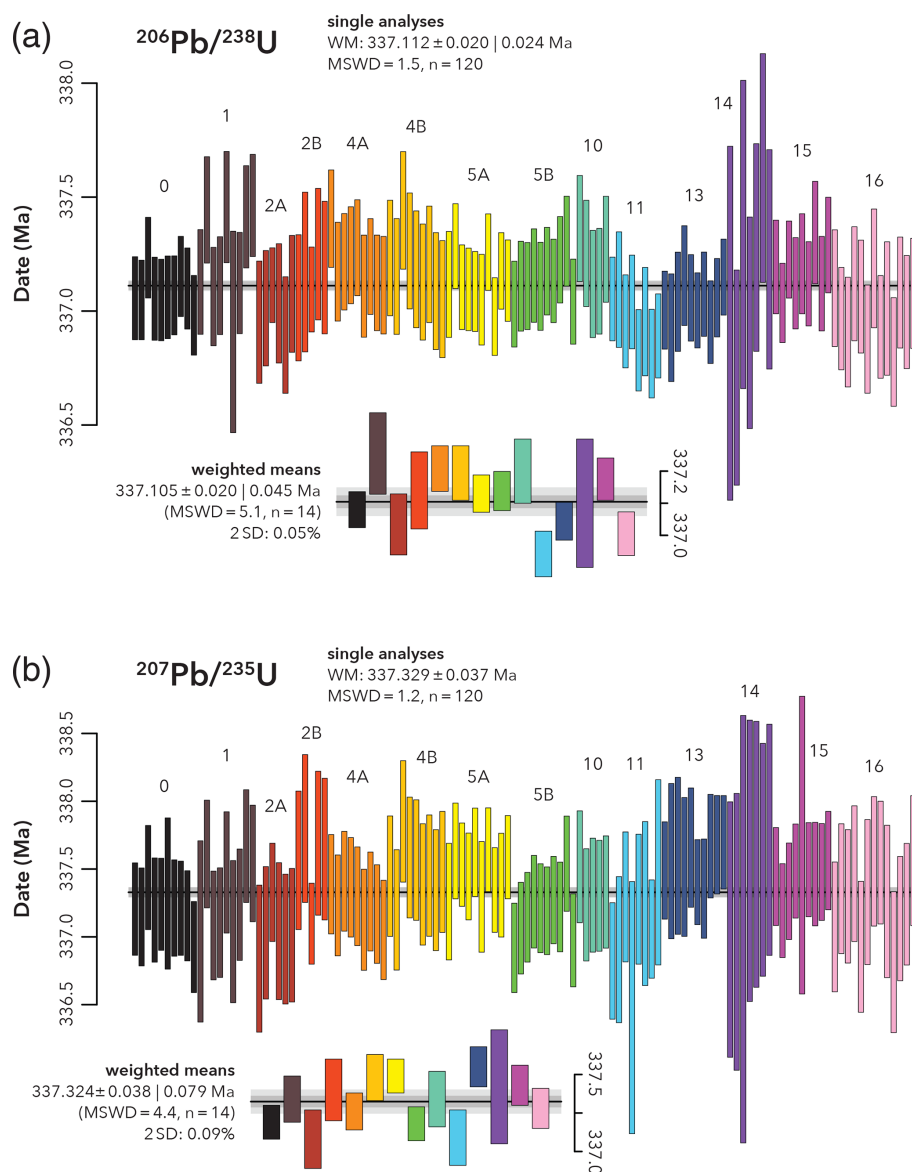 (a)
206Pb/238U
single analyses
WM: 337.112 ± 0.020 | 0.024 Ma
MSWD = 1.5, n = 120
Date (Ma)
338.0
337.5
337.0
336.5
0
1
2A
2B
4A
4B
5A
5B
10
11
13
14
15
16
weighted means
337.105 ± 0.020 | 0.045 Ma
(MSWD = 5.1, n = 14)
2 SD: 0.05%
337.2
337.0
(b)
207Pb/235U
single analyses
WM: 337.329 ± 0.037 Ma
MSWD = 1.2, n = 120
Date (Ma)
338.5
338.0
337.5
337.0
336.5
0
1
2A
2B
4A
4B
5A
5B
10
11
13
14
15
16
weighted means
337.324 ± 0.038 | 0.079 Ma
(MSWD = 4.4, n = 14)
2 SD: 0.09%
337.5
337.0